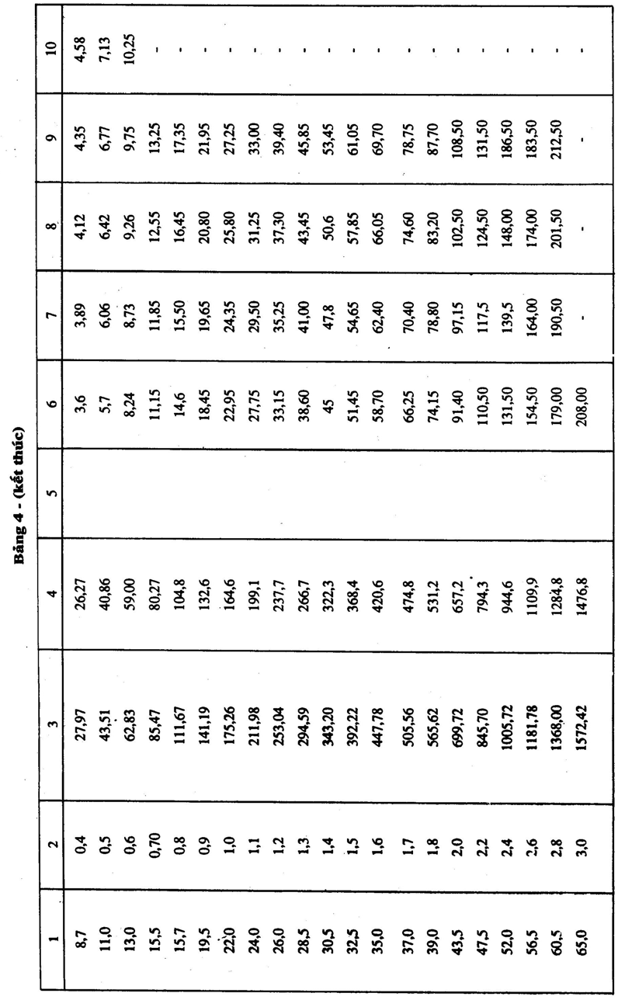 Bảng 4 - (kết thúc)
1 2 3 4 5 6 7 8 9 10
8,7 0,4 27,97 26,27 3,6 3,89 4,12 4,35 4,58
11,0 0,5 43,51 40,86 5,7 6,06 6,42 6,77 7,13
13,0 0,6 62,83 59,00 8,24 8,73 9,26 9,75 10,25
15,5 0,70 85,47 80,27 11,15 11,85 12,55 13,25 -
15,7 0,8 111,67 104,8 14,6 15,50 16,45 17,35 -
19,5 0,9 141,19 132,6 18,45 19,65 20,80 21,95 -
22,0 1,0 175,26 164,6 22,95 24,35 25,80 27,25 -
24,0 1,1 211,98 199,1 27,75 29,50 31,25 33,00 -
26,0 1,2 253,04 237,7 33,15 35,25 37,30 39,40 -
28,5 1,3 294,59 266,7 38,60 41,00 43,45 45,85 -
30,5 1,4 343,20 322,3 45 47,8 50,6 53,45 -
32,5 1,5 392,22 368,4 51,45 54,65 57,85 61,05 -
35,0 1,6 447,78 420,6 58,70 62,40 66,05 69,70 -
37,0 1,7 505,56 474,8 66,25 70,40 74,60 78,75 -
39,0 1,8 565,62 531,2 74,15 78,80 83,20 87,70 -
43,5 2,0 699,72 657,2 91,40 97,15 102,50 108,50 -
47,5 2,2 845,70 794,3 110,50 117,5 124,50 131,50 -
52,0 2,4 1005,72 944,6 131,50 139,5 148,00 186,50 -
56,5 2,6 1181,78 1109,9 154,50 164,00 174,00 183,50 -
60,5 2,8 1368,00 1284,8 179,00 190,50 201,50 212,50 -
65,0 3,0 1572,42 1476,8 208,00 - - - -